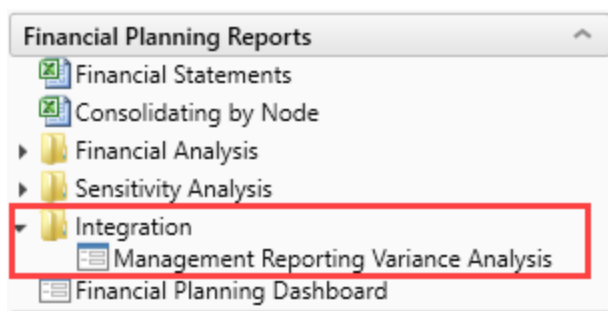 Financial Planning Reports
Financial Statements
Consolidating by Node
Financial Analysis
Sensitivity Analysis
Integration
Management Reporting Variance Analysis
Financial Planning Dashboard